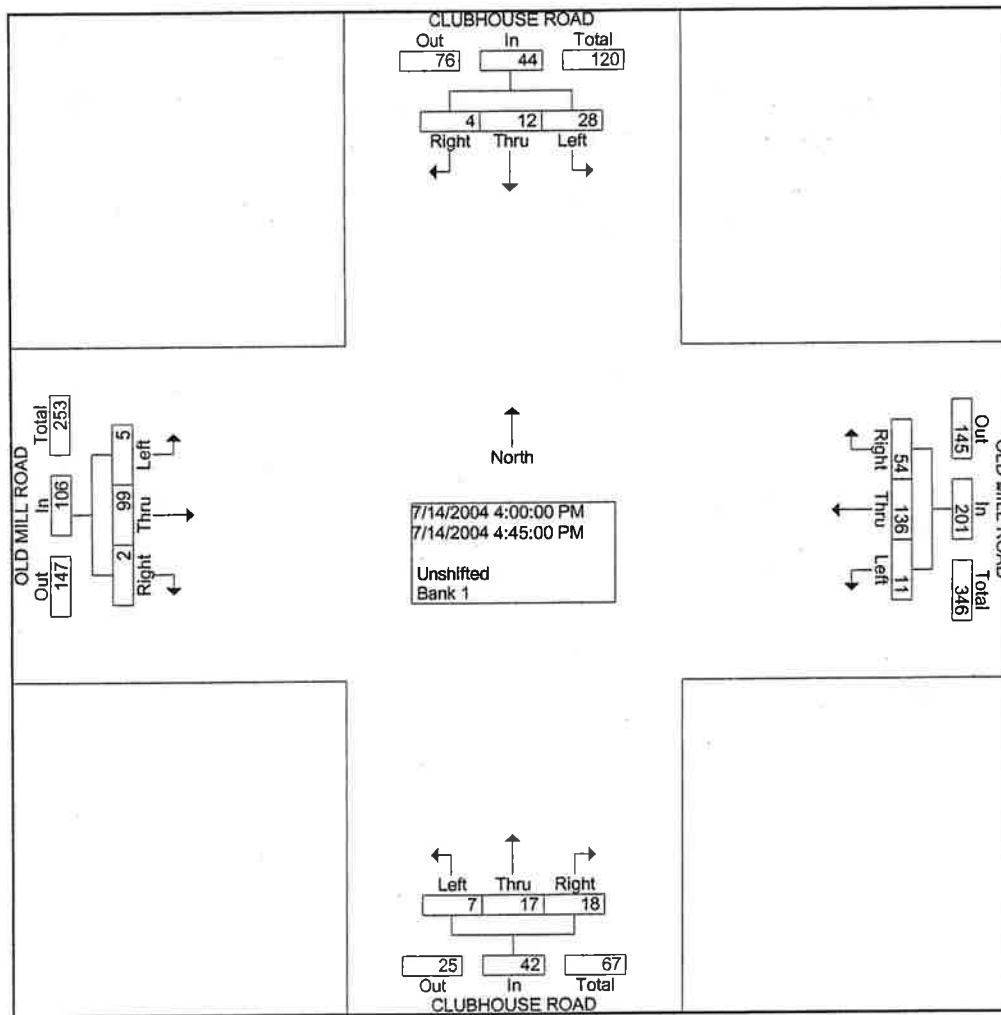 CLUBHOUSE ROAD
Out In Total
76 44 120
4 12 28
Right Thru Left
OLD MILL ROAD
Total In Out
253 106 147
5 99 2
Left Thru Right
North
7/14/2004 4:00:00 PM
7/14/2004 4:45:00 PM
Unshifted
Bank 1
Right Thru Left
54 136 11
Out In Total
145 201 346
OLD MILL ROAD
Left Thru Right
7 17 18
25 42 67
Out In Total
CLUBHOUSE ROAD